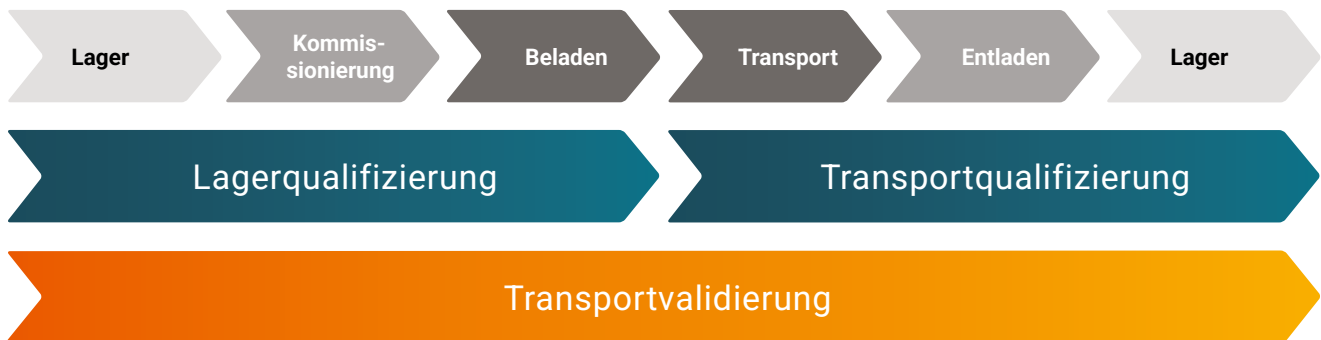 Lager
Kommis-
sionierung
Beladen
Transport
Entladen
Lager
Lagerqualifizierung
Transportqualifizierung
Transportvalidierung